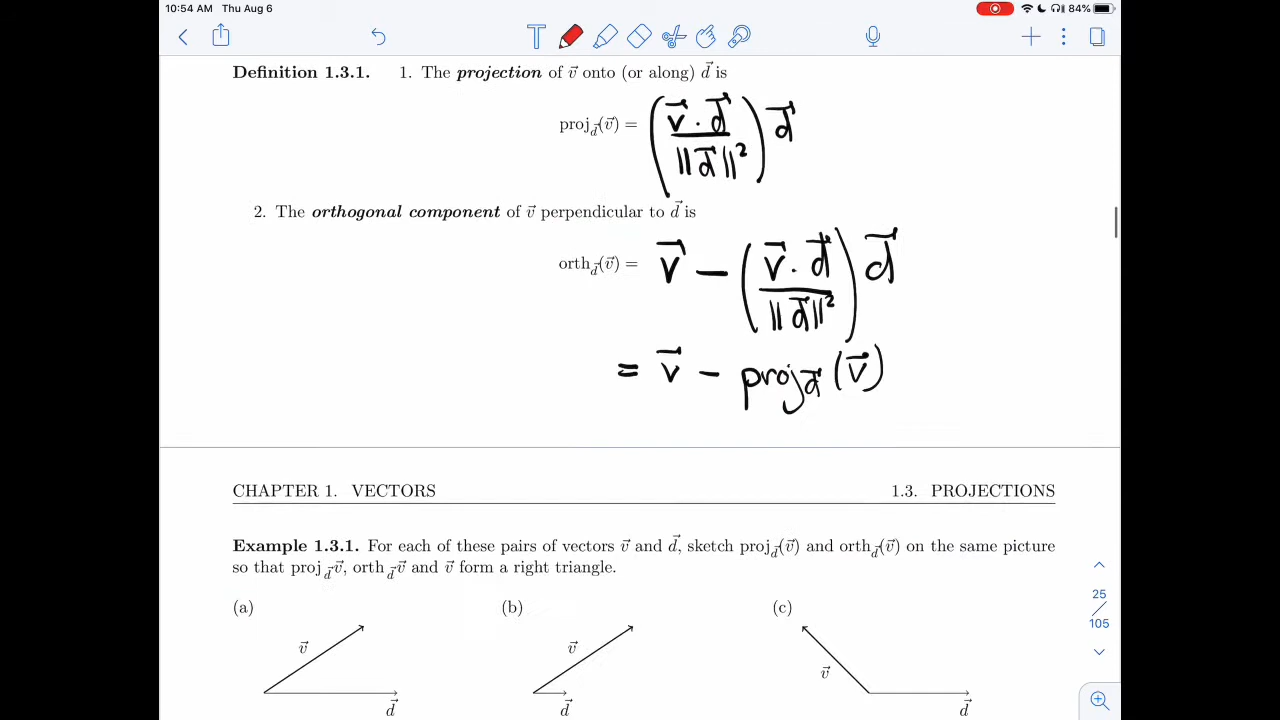 10:54 AM Thu Aug 6 84%
Definition 1.3.1. 1. The projection of v⃗ onto (or along) d⃗ is
proj_d⃗(v⃗) = (v⃗ · d⃗ / ||d⃗||²) d⃗
2. The orthogonal component of v⃗ perpendicular to d⃗ is
orth_d⃗(v⃗) = v⃗ − (v⃗ · d⃗ / ||d⃗||²) d⃗
= v⃗ − proj_d⃗(v⃗)
CHAPTER 1. VECTORS 1.3. PROJECTIONS
Example 1.3.1. For each of these pairs of vectors v⃗ and d⃗, sketch proj_d⃗(v⃗) and orth_d⃗(v⃗) on the same picture
so that proj_d⃗ v⃗, orth_d⃗ v⃗ and v⃗ form a right triangle.
25
105
(a) (b) (c)
v⃗ v⃗ v⃗
d⃗ d⃗ d⃗